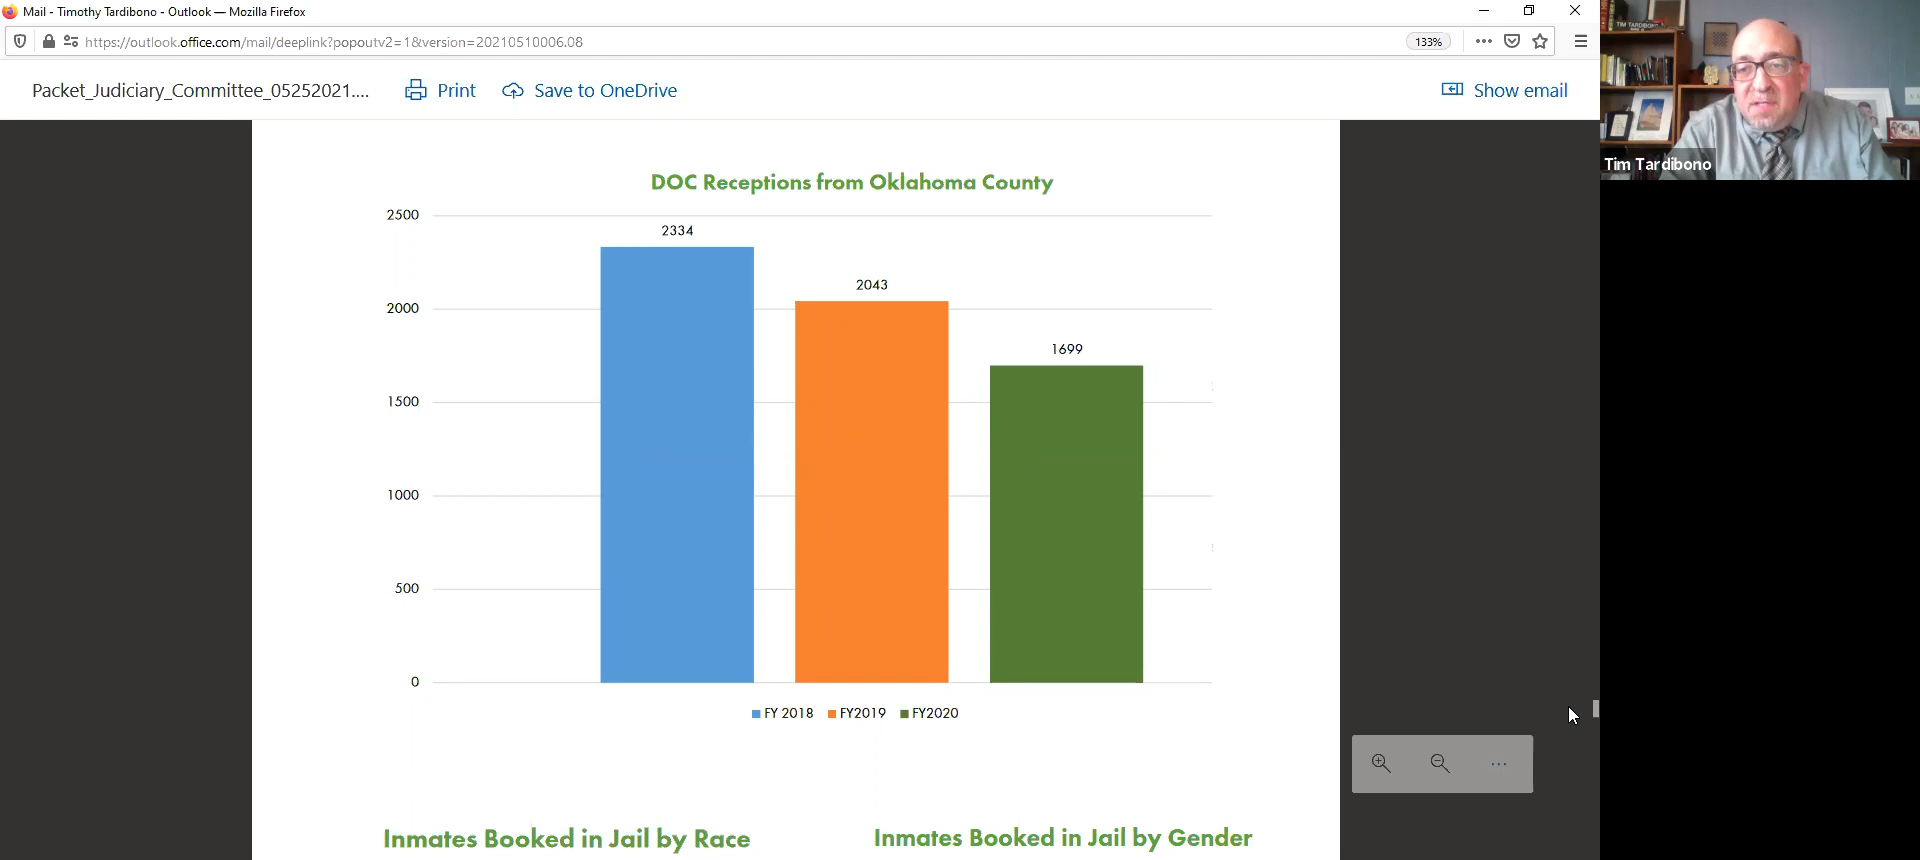 Mail - Timothy Tardibono - Outlook — Mozilla Firefox
https://outlook.office.com/mail/deeplink?popoutv2=1&version=20210510006.08
133%
Packet_Judiciary_Committee_05252021....
Print
Save to OneDrive
Show email
TIM TARDIBONO
Tim Tardibono
DOC Receptions from Oklahoma County
2500
2334
2043
2000
1699
1500
1000
500
0
FY 2018 FY2019 FY2020
Inmates Booked in Jail by Race
Inmates Booked in Jail by Gender